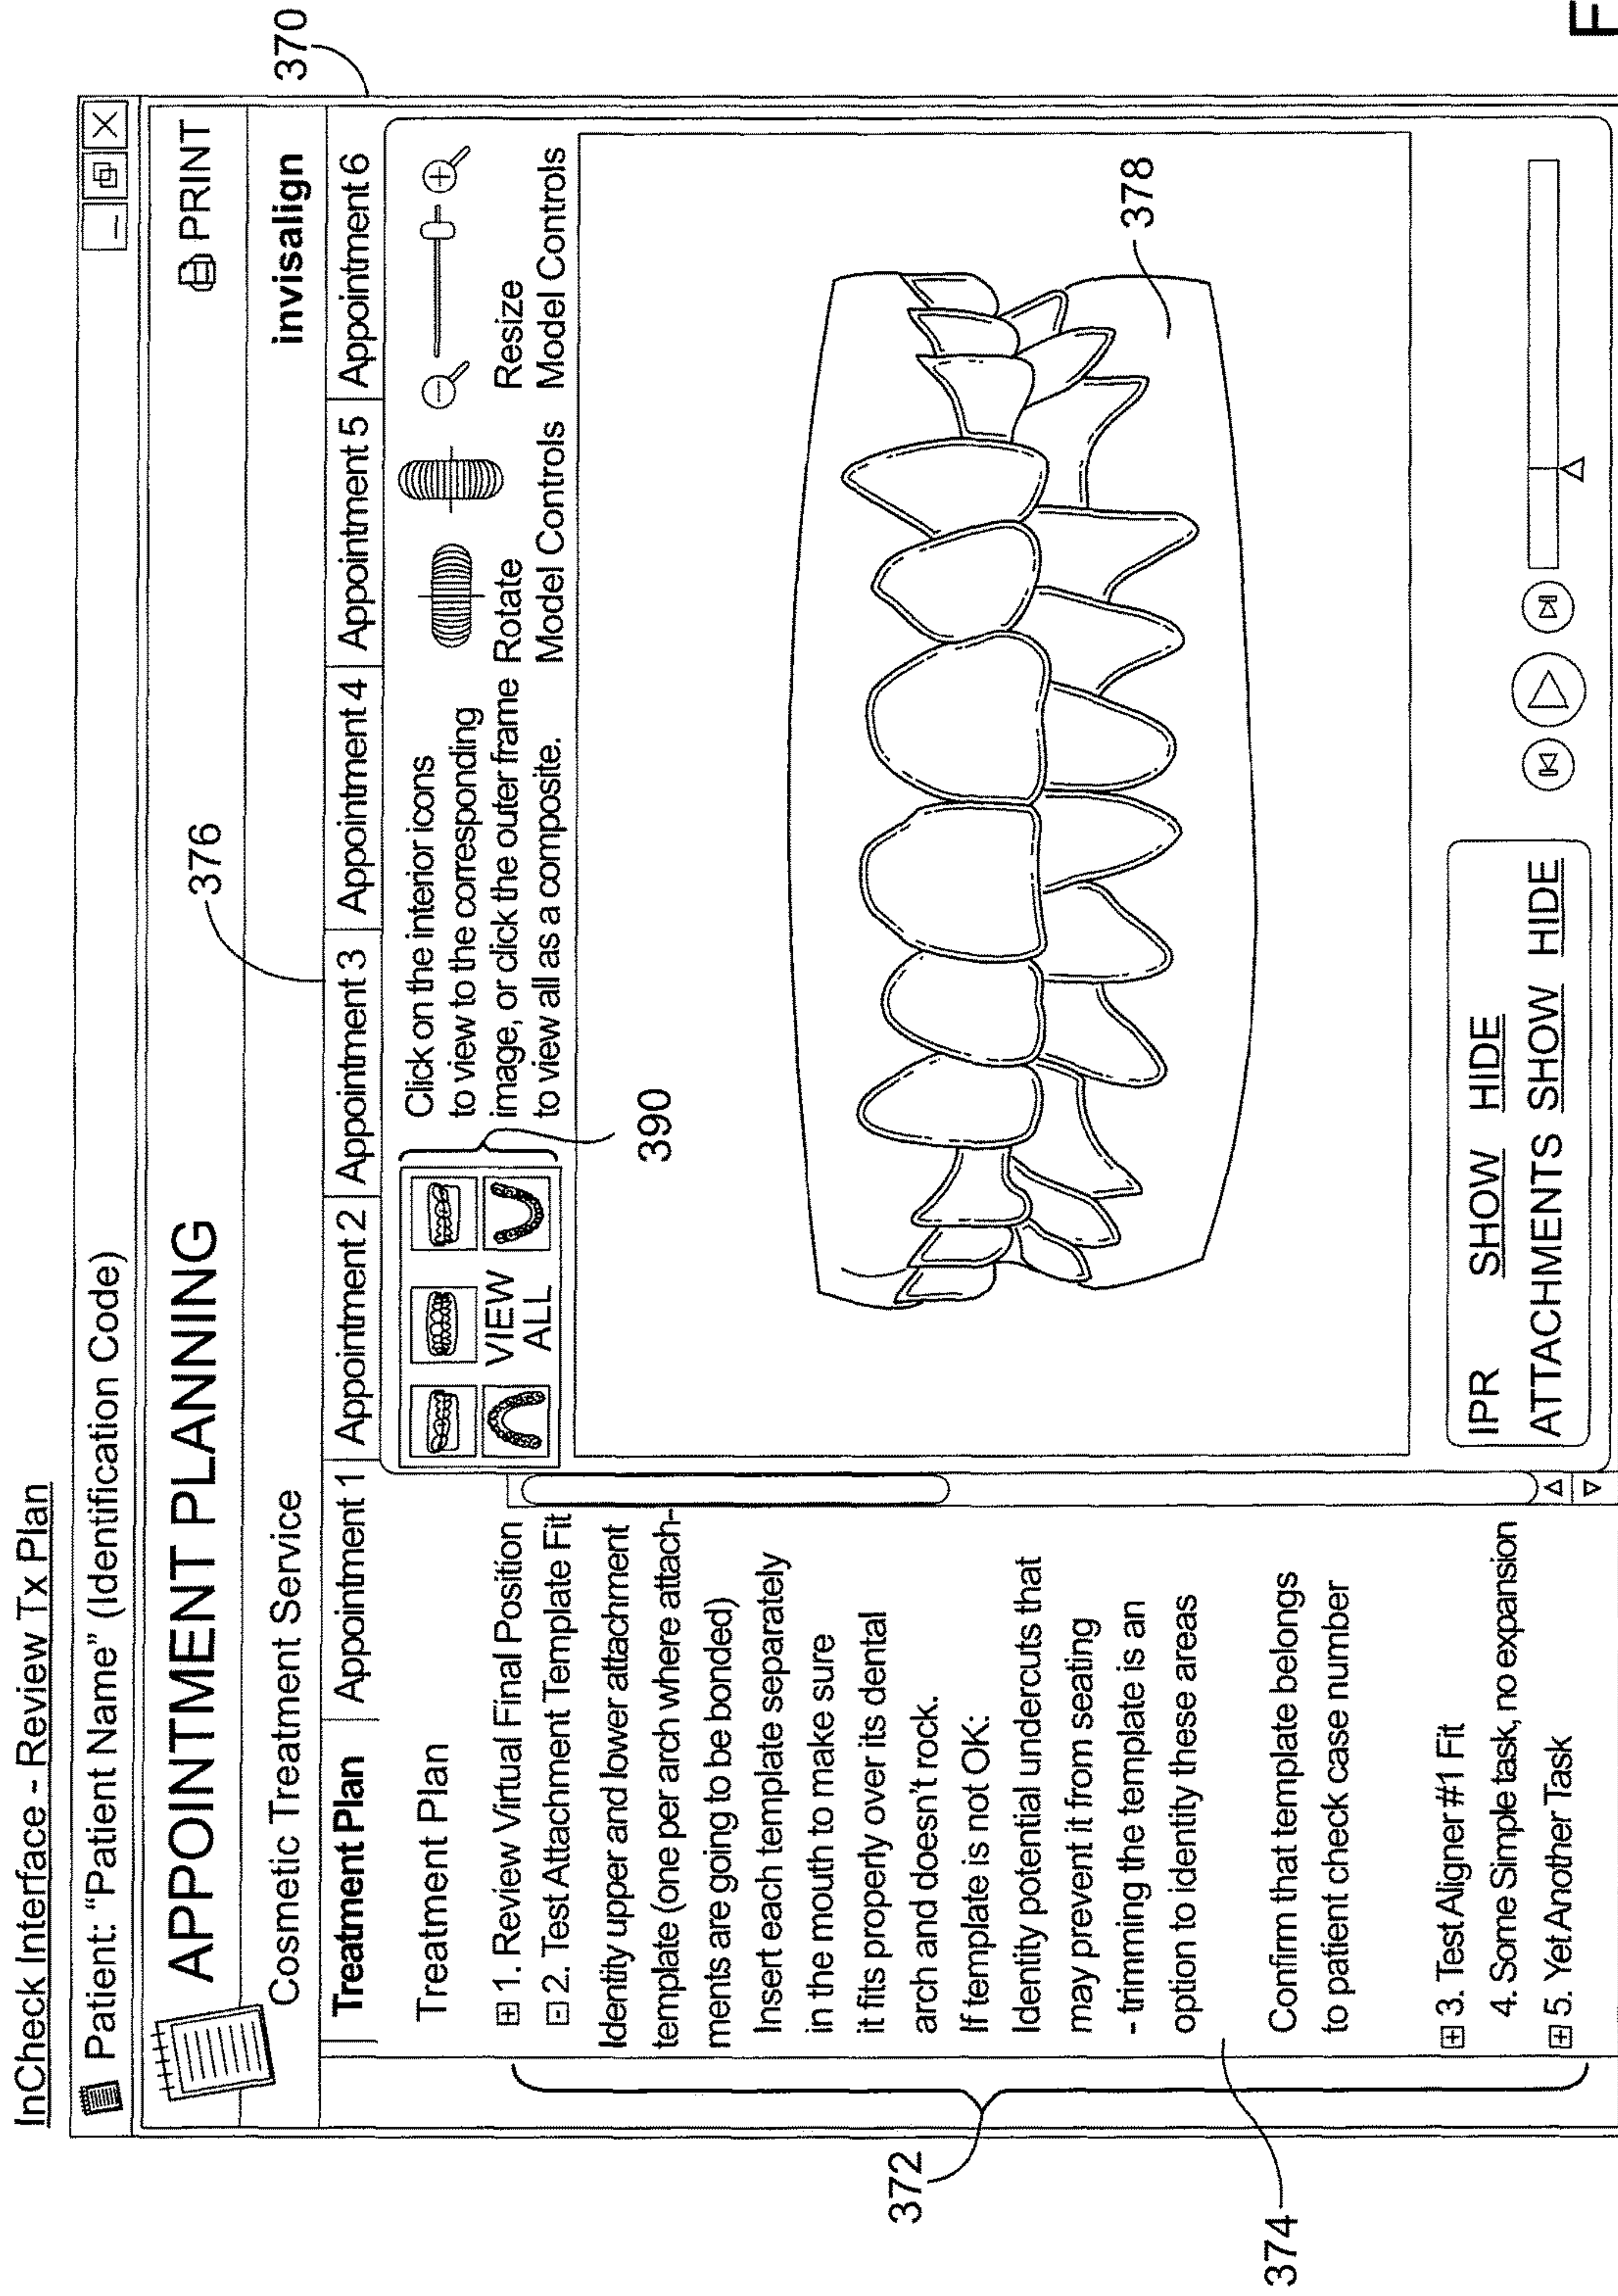 InCheck Interface - Review Tx Plan
370
Patient: “Patient Name” (Identification Code)
APPOINTMENT PLANNING
PRINT
376
Cosmetic Treatment Service
invisalign
Treatment Plan
Appointment 1
Appointment 2
Appointment 3
Appointment 4
Appointment 5
Appointment 6
Treatment Plan
1. Review Virtual Final Position
2. Test Attachment Template Fit
Identity upper and lower attachment
template (one per arch where attach-
ments are going to be bonded)
Insert each template separately
in the mouth to make sure
it fits properly over its dental
arch and doesn't rock.
If template is not OK:
Identity potential undercuts that
may prevent it from seating
- trimming the template is an
option to identity these areas
Confirm that template belongs
to patient check case number
3. Test Aligner #1 Fit
4. Some Simple task, no expansion
5. Yet Another Task
372
374
VIEW
ALL
390
Click on the interior icons
to view to the corresponding
image, or click the outer frame
to view all as a composite.
Rotate
Model Controls
Resize
Model Controls
378
IPR SHOW HIDE
ATTACHMENTS SHOW HIDE
F